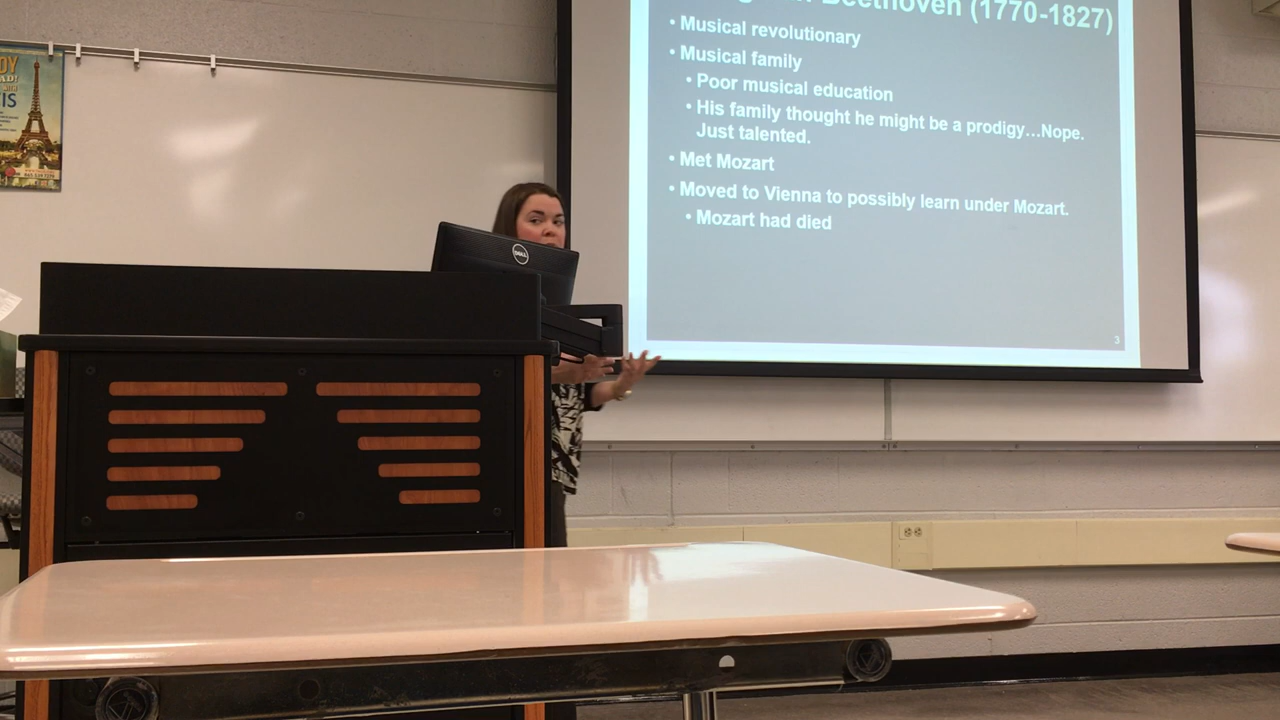 Beethoven (1770-1827)
• Musical revolutionary
• Musical family
• Poor musical education
• His family thought he might be a prodigy…Nope.
Just talented.
• Met Mozart
• Moved to Vienna to possibly learn under Mozart.
• Mozart had died
3
DELL